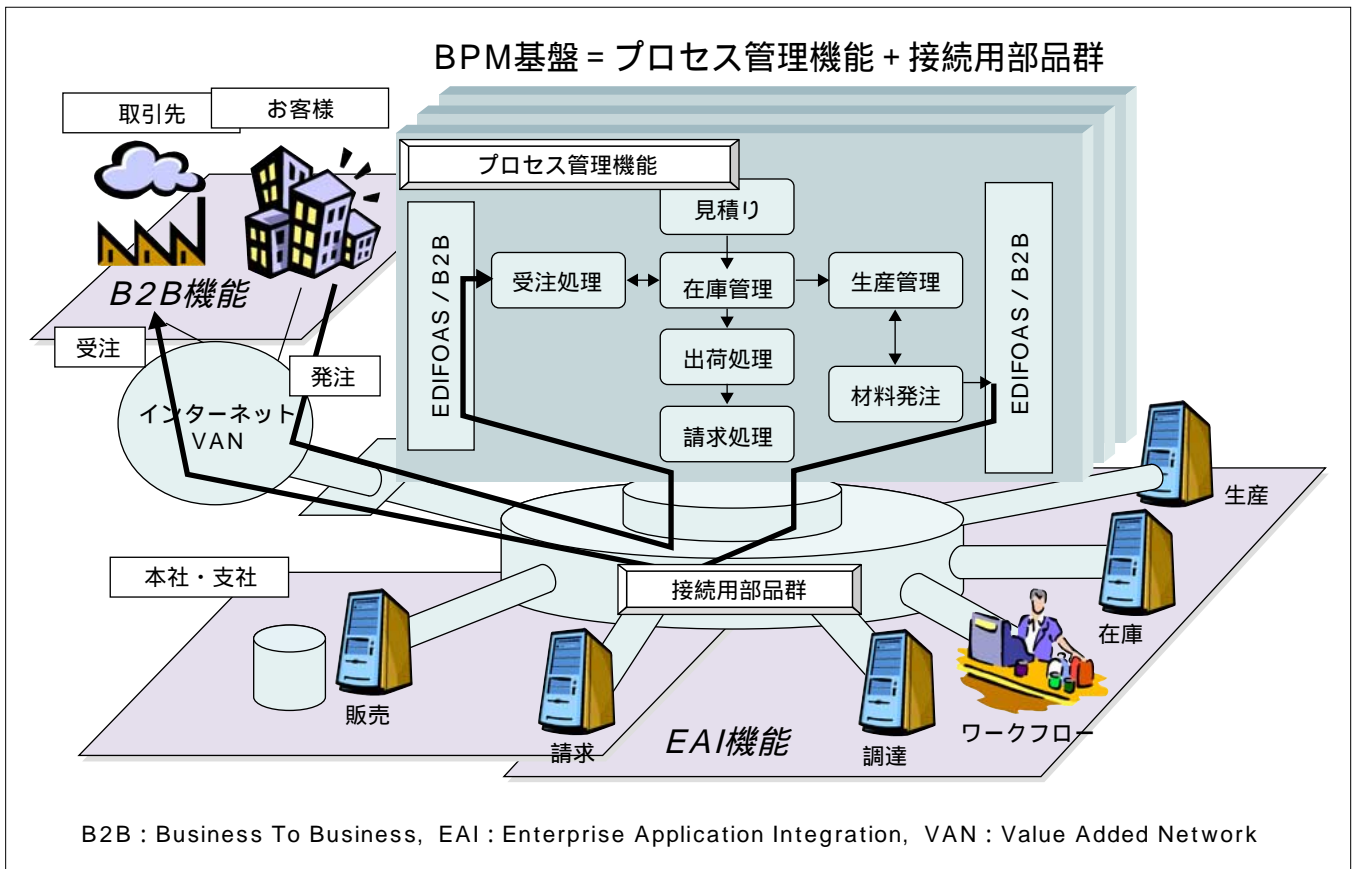 BPM基盤 = プロセス管理機能 + 接続用部品群
取引先
お客様
プロセス管理機能
見積り
EDIFOAS / B2B
受注処理
在庫管理
生産管理
EDIFOAS / B2B
B2B機能
受注
発注
出荷処理
材料発注
インターネット
VAN
請求処理
生産
本社・支社
接続用部品群
在庫
販売
請求
EAI機能
調達
ワークフロー
B2B : Business To Business, EAI : Enterprise Application Integration, VAN : Value Added Network